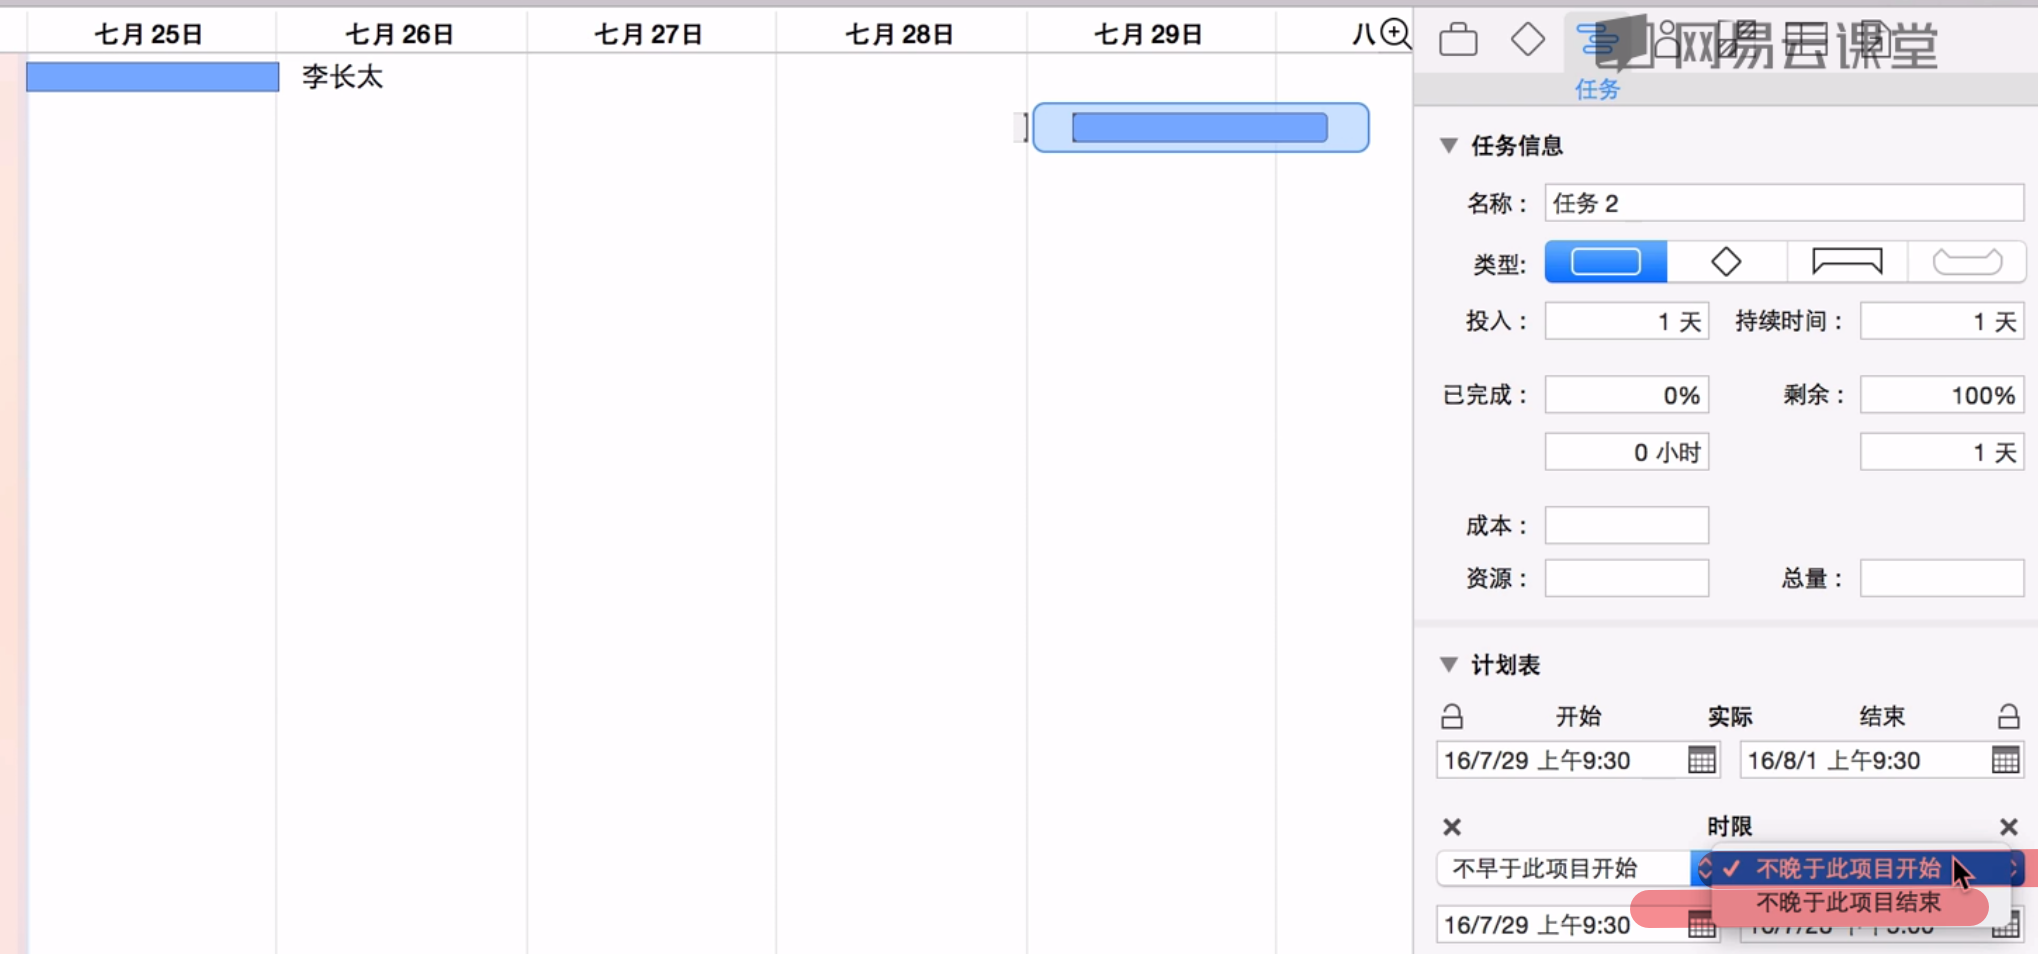 七月 25日
七月 26日
七月 27日
七月 28日
七月 29日
八
网易云课堂
李长太
任务
任务信息
名称：
任务 2
类型:
投入：
1 天
持续时间：
1 天
已完成：
0%
剩余：
100%
0 小时
1 天
成本：
资源：
总量：
计划表
开始
实际
结束
16/7/29 上午9:30
16/8/1 上午9:30
时限
不早于此项目开始
不晚于此项目开始
不晚于此项目结束
16/7/29 上午9:30